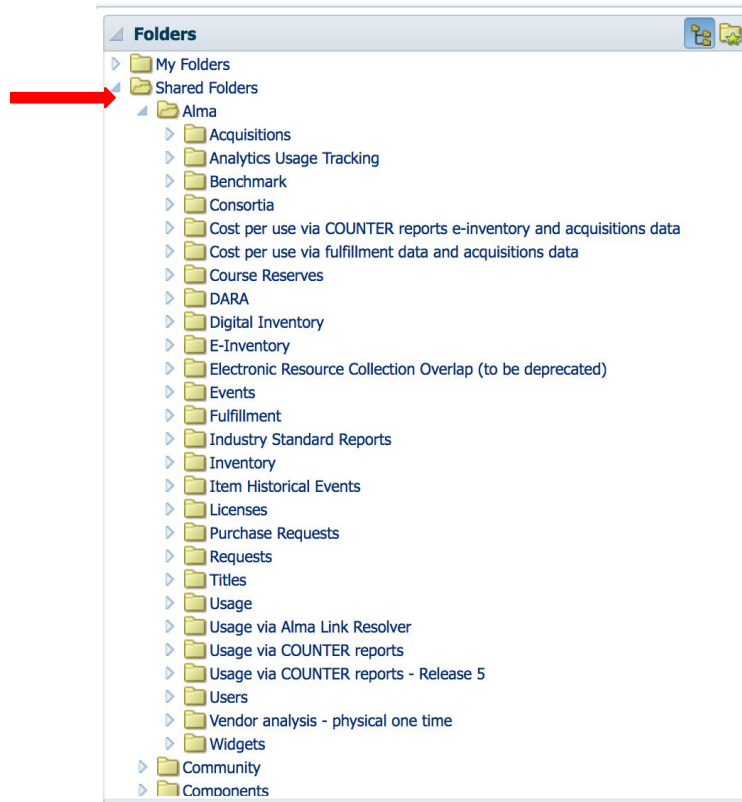 Folders
My Folders
Shared Folders
Alma
Acquisitions
Analytics Usage Tracking
Benchmark
Consortia
Cost per use via COUNTER reports e-inventory and acquisitions data
Cost per use via fulfillment data and acquisitions data
Course Reserves
DARA
Digital Inventory
E-Inventory
Electronic Resource Collection Overlap (to be deprecated)
Events
Fulfillment
Industry Standard Reports
Inventory
Item Historical Events
Licenses
Purchase Requests
Requests
Titles
Usage
Usage via Alma Link Resolver
Usage via COUNTER reports
Usage via COUNTER reports - Release 5
Users
Vendor analysis - physical one time
Widgets
Community
Components